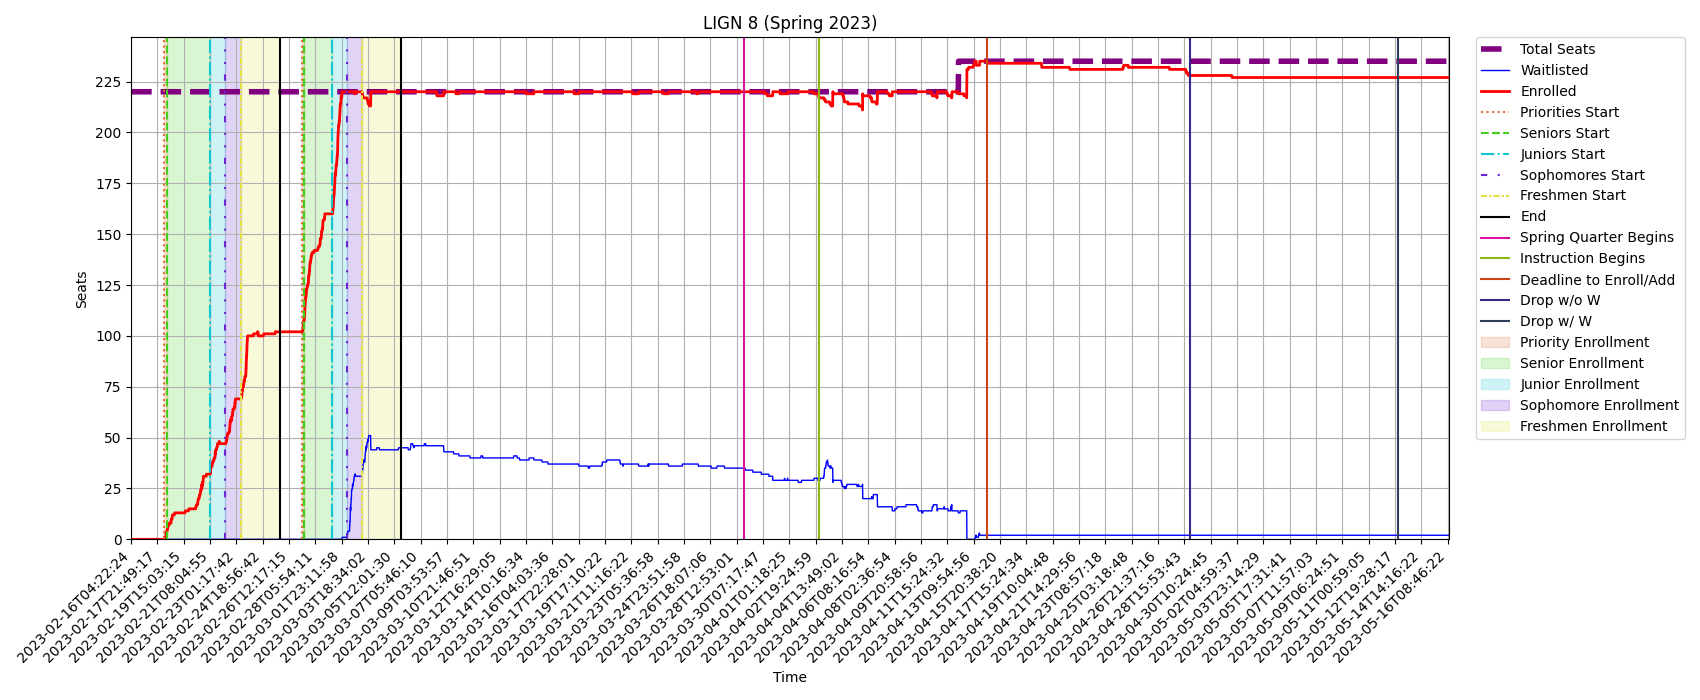 LIGN 8 (Spring 2023)
Seats
225
200
175
150
125
100
75
50
25
0
2023-02-16T04:22:24
2023-02-17T21:49:17
2023-02-19T15:03:15
2023-02-21T08:04:55
2023-02-23T01:17:42
2023-02-24T18:56:42
2023-02-26T12:17:15
2023-02-28T05:54:11
2023-03-01T23:11:58
2023-03-03T18:34:02
2023-03-05T12:01:30
2023-03-07T05:46:10
2023-03-09T03:53:57
2023-03-10T21:46:51
2023-03-12T16:29:05
2023-03-14T10:16:34
2023-03-16T04:03:36
2023-03-17T22:28:01
2023-03-19T17:10:22
2023-03-21T11:16:22
2023-03-23T05:36:58
2023-03-24T23:51:58
2023-03-26T18:07:06
2023-03-28T12:53:01
2023-03-30T07:17:47
2023-04-01T01:18:25
2023-04-02T19:24:59
2023-04-04T13:49:02
2023-04-06T08:16:54
2023-04-08T02:36:54
2023-04-09T20:58:56
2023-04-11T15:24:32
2023-04-13T09:54:56
2023-04-15T20:38:20
2023-04-17T15:24:34
2023-04-19T10:04:48
2023-04-21T14:29:56
2023-04-23T08:57:18
2023-04-25T03:18:48
2023-04-26T21:37:16
2023-04-28T15:53:43
2023-04-30T10:24:45
2023-05-02T04:59:37
2023-05-03T23:14:29
2023-05-05T17:31:41
2023-05-07T11:57:03
2023-05-09T06:24:51
2023-05-11T00:59:05
2023-05-12T19:28:17
2023-05-14T14:16:22
2023-05-16T08:46:22
Time
Total Seats
Waitlisted
Enrolled
Priorities Start
Seniors Start
Juniors Start
Sophomores Start
Freshmen Start
End
Spring Quarter Begins
Instruction Begins
Deadline to Enroll/Add
Drop w/o W
Drop w/ W
Priority Enrollment
Senior Enrollment
Junior Enrollment
Sophomore Enrollment
Freshmen Enrollment